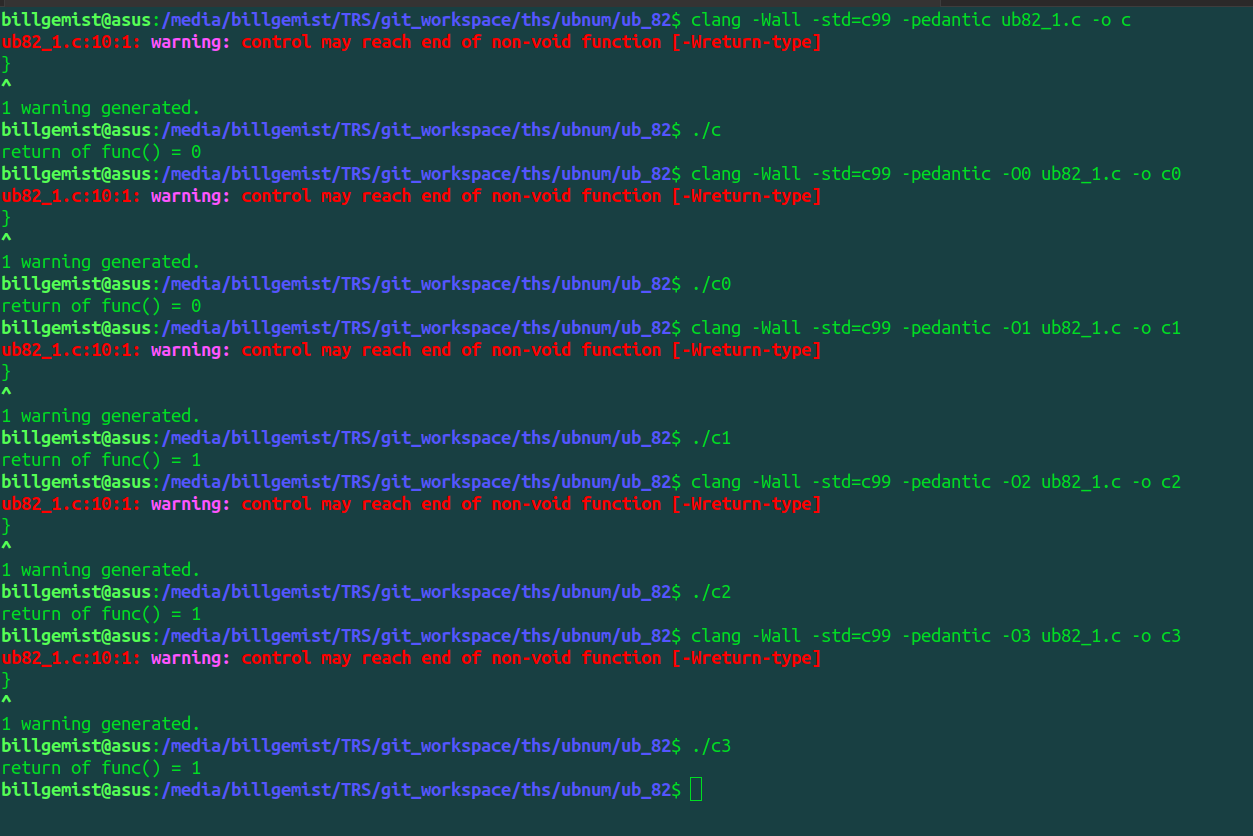 billgemist@asus:/media/billgemist/TRS/git_workspace/ths/ubnum/ub_82$ clang -Wall -std=c99 -pedantic ub82_1.c -o c
ub82_1.c:10:1: warning: control may reach end of non-void function [-Wreturn-type]
}
^
1 warning generated.
billgemist@asus:/media/billgemist/TRS/git_workspace/ths/ubnum/ub_82$ ./c
return of func() = 0
billgemist@asus:/media/billgemist/TRS/git_workspace/ths/ubnum/ub_82$ clang -Wall -std=c99 -pedantic -O0 ub82_1.c -o c0
ub82_1.c:10:1: warning: control may reach end of non-void function [-Wreturn-type]
}
^
1 warning generated.
billgemist@asus:/media/billgemist/TRS/git_workspace/ths/ubnum/ub_82$ ./c0
return of func() = 0
billgemist@asus:/media/billgemist/TRS/git_workspace/ths/ubnum/ub_82$ clang -Wall -std=c99 -pedantic -O1 ub82_1.c -o c1
ub82_1.c:10:1: warning: control may reach end of non-void function [-Wreturn-type]
}
^
1 warning generated.
billgemist@asus:/media/billgemist/TRS/git_workspace/ths/ubnum/ub_82$ ./c1
return of func() = 1
billgemist@asus:/media/billgemist/TRS/git_workspace/ths/ubnum/ub_82$ clang -Wall -std=c99 -pedantic -O2 ub82_1.c -o c2
ub82_1.c:10:1: warning: control may reach end of non-void function [-Wreturn-type]
}
^
1 warning generated.
billgemist@asus:/media/billgemist/TRS/git_workspace/ths/ubnum/ub_82$ ./c2
return of func() = 1
billgemist@asus:/media/billgemist/TRS/git_workspace/ths/ubnum/ub_82$ clang -Wall -std=c99 -pedantic -O3 ub82_1.c -o c3
ub82_1.c:10:1: warning: control may reach end of non-void function [-Wreturn-type]
}
^
1 warning generated.
billgemist@asus:/media/billgemist/TRS/git_workspace/ths/ubnum/ub_82$ ./c3
return of func() = 1
billgemist@asus:/media/billgemist/TRS/git_workspace/ths/ubnum/ub_82$